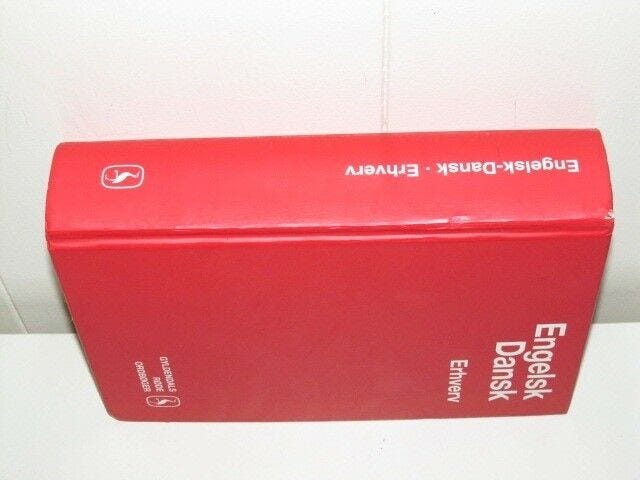 Engelsk-Dansk · Erhverv
Engelsk
Dansk
Erhverv
GYLDENDALS
RØDE
ORDBØGER